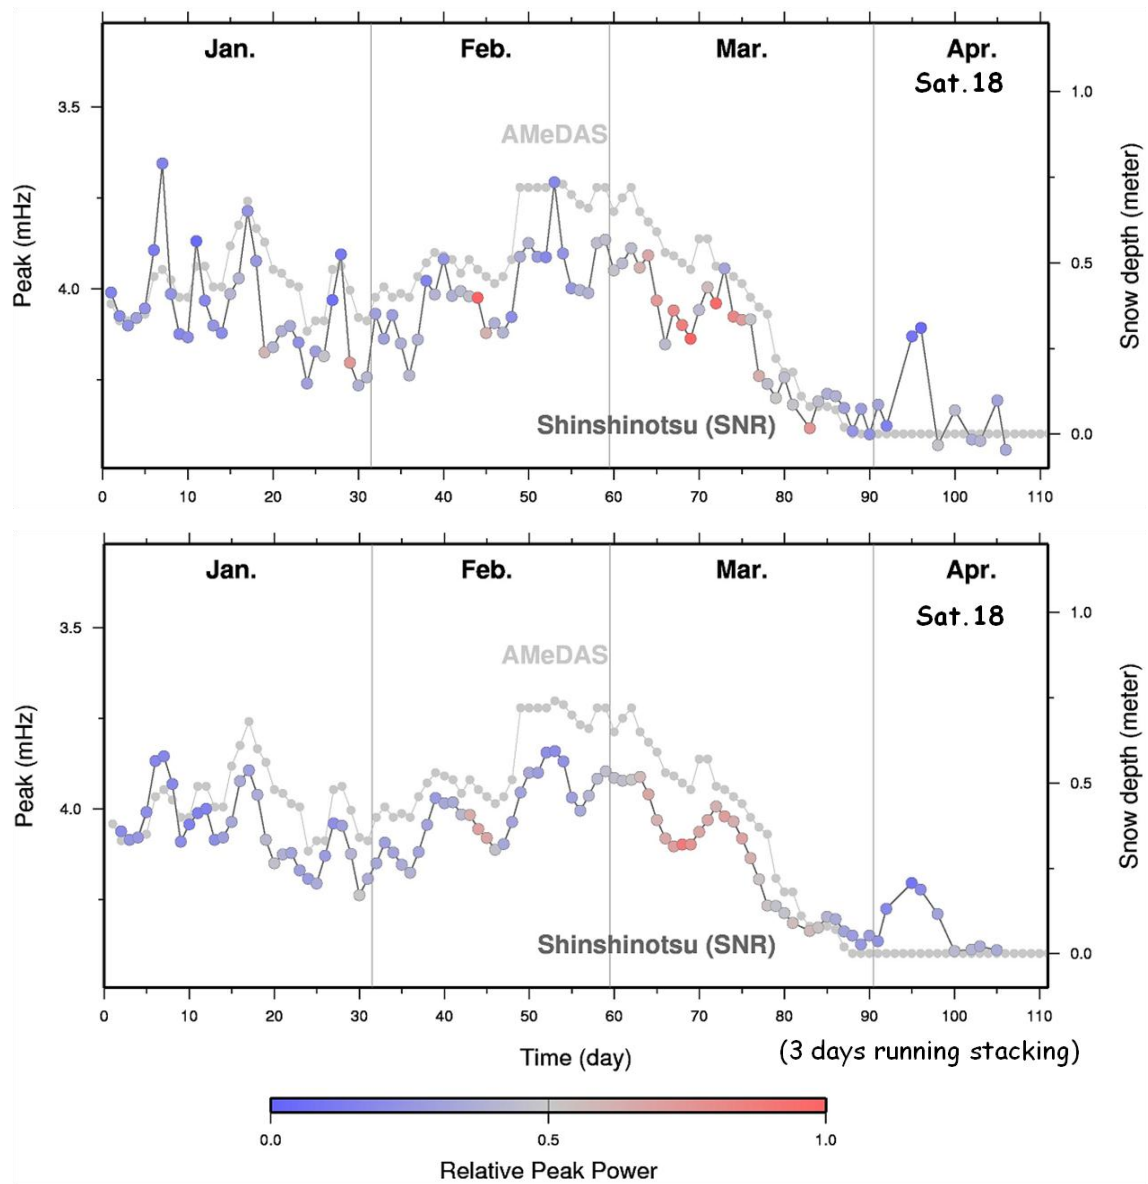 Jan. Feb. Mar. Apr.
Sat.18
AMeDAS
Shinshinotsu (SNR)
Peak (mHz)
3.5
4.0
Snow depth (meter)
1.0
0.5
0.0
0 10 20 30 40 50 60 70 80 90 100 110
Jan. Feb. Mar. Apr.
Sat.18
AMeDAS
Shinshinotsu (SNR)
Peak (mHz)
3.5
4.0
Snow depth (meter)
1.0
0.5
0.0
0 10 20 30 40 50 60 70 80 90 100 110
Time (day)
(3 days running stacking)
0.0 0.5 1.0
Relative Peak Power